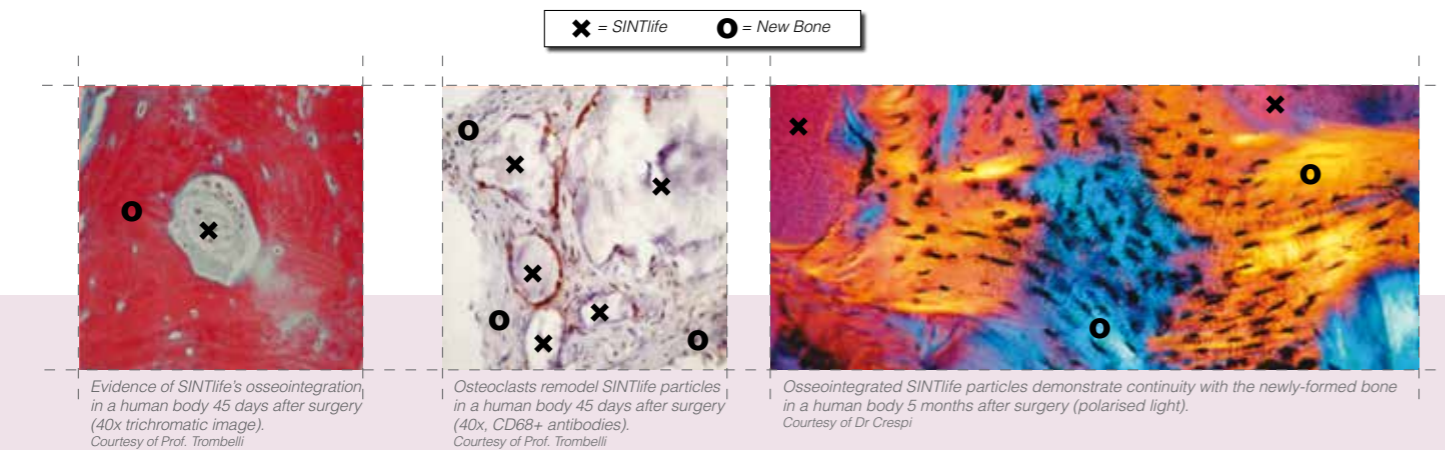 × = SINTlife   O = New Bone
× O × O × × × × O O × × O O
Evidence of SINTlife's osseointegration
in a human body 45 days after surgery
(40x trichromatic image).
Courtesy of Prof. Trombelli
Osteoclasts remodel SINTlife particles
in a human body 45 days after surgery
(40x, CD68+ antibodies).
Courtesy of Prof. Trombelli
Osseointegrated SINTlife particles demonstrate continuity with the newly-formed bone
in a human body 5 months after surgery (polarised light).
Courtesy of Dr Crespi